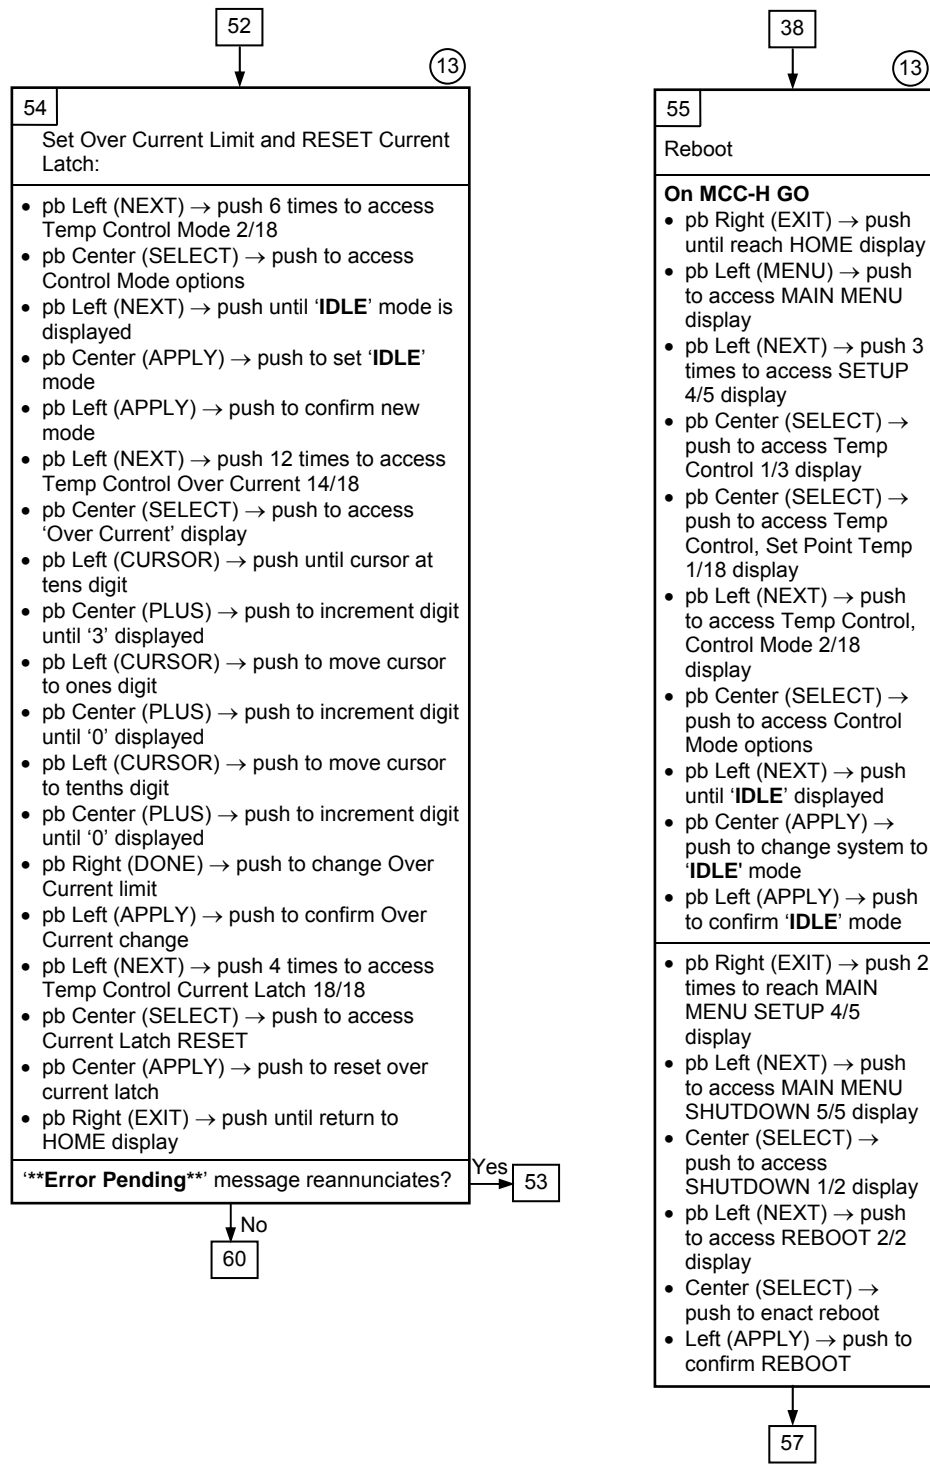 52
13
54
Set Over Current Limit and RESET Current
Latch:
• pb Left (NEXT) → push 6 times to access
Temp Control Mode 2/18
• pb Center (SELECT) → push to access
Control Mode options
• pb Left (NEXT) → push until ‘IDLE’ mode is
displayed
• pb Center (APPLY) → push to set ‘IDLE’
mode
• pb Left (APPLY) → push to confirm new
mode
• pb Left (NEXT) → push 12 times to access
Temp Control Over Current 14/18
• pb Center (SELECT) → push to access
‘Over Current’ display
• pb Left (CURSOR) → push until cursor at
tens digit
• pb Center (PLUS) → push to increment digit
until ‘3’ displayed
• pb Left (CURSOR) → push to move cursor
to ones digit
• pb Center (PLUS) → push to increment digit
until ‘0’ displayed
• pb Left (CURSOR) → push to move cursor
to tenths digit
• pb Center (PLUS) → push to increment digit
until ‘0’ displayed
• pb Right (DONE) → push to change Over
Current limit
• pb Left (APPLY) → push to confirm Over
Current change
• pb Left (NEXT) → push 4 times to access
Temp Control Current Latch 18/18
• pb Center (SELECT) → push to access
Current Latch RESET
• pb Center (APPLY) → push to reset over
current latch
• pb Right (EXIT) → push until return to
HOME display
‘**Error Pending**’ message reannunciates?
Yes
53
No
60
38
13
55
Reboot
On MCC-H GO
• pb Right (EXIT) → push
until reach HOME display
• pb Left (MENU) → push
to access MAIN MENU
display
• pb Left (NEXT) → push 3
times to access SETUP
4/5 display
• pb Center (SELECT) →
push to access Temp
Control 1/3 display
• pb Center (SELECT) →
push to access Temp
Control, Set Point Temp
1/18 display
• pb Left (NEXT) → push
to access Temp Control,
Control Mode 2/18
display
• pb Center (SELECT) →
push to access Control
Mode options
• pb Left (NEXT) → push
until ‘IDLE’ displayed
• pb Center (APPLY) →
push to change system to
‘IDLE' mode
• pb Left (APPLY) → push
to confirm ‘IDLE’ mode
• pb Right (EXIT) → push 2
times to reach MAIN
MENU SETUP 4/5
display
• pb Left (NEXT) → push
to access MAIN MENU
SHUTDOWN 5/5 display
• Center (SELECT) →
push to access
SHUTDOWN 1/2 display
• pb Left (NEXT) → push
to access REBOOT 2/2
display
• Center (SELECT) →
push to enact reboot
• Left (APPLY) → push to
confirm REBOOT
57